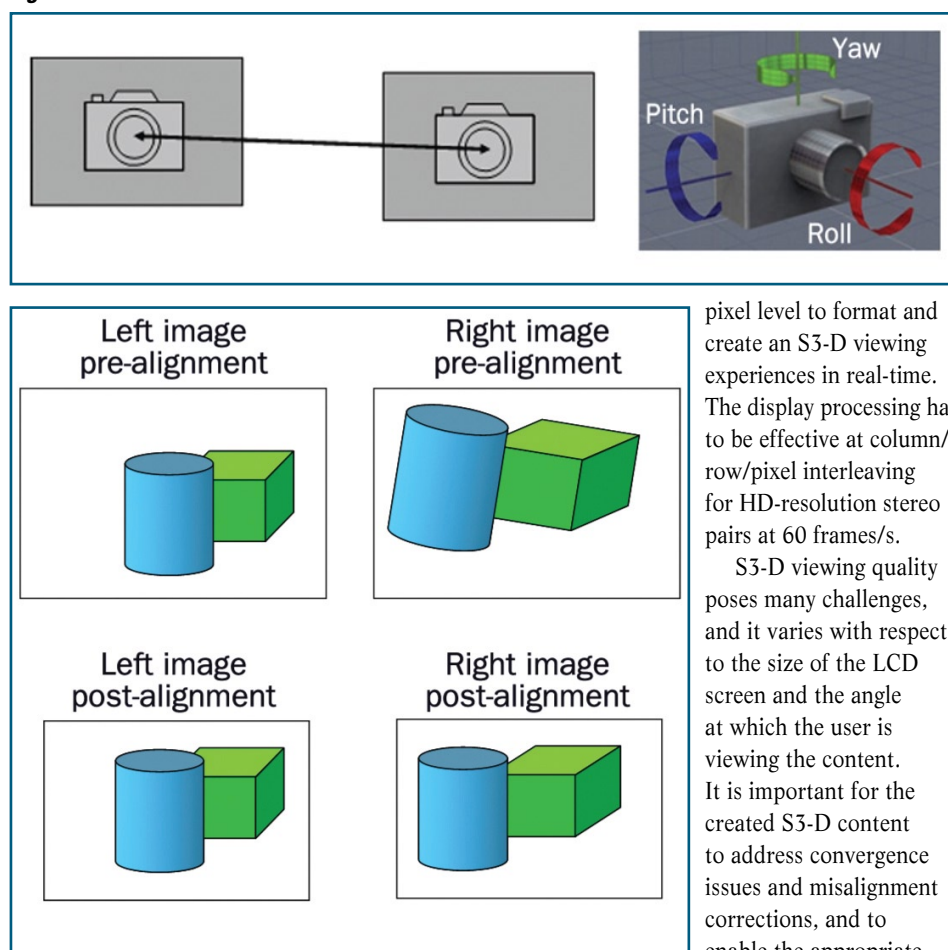 Yaw
Pitch
Roll
Left image
pre-alignment
Right image
pre-alignment
Left image
post-alignment
Right image
post-alignment
pixel level to format and
create an S3-D viewing
experiences in real-time.
The display processing ha
to be effective at column/
row/pixel interleaving
for HD-resolution stereo
pairs at 60 frames/s.
S3-D viewing quality
poses many challenges,
and it varies with respect
to the size of the LCD
screen and the angle
at which the user is
viewing the content.
It is important for the
created S3-D content
to address convergence
issues and misalignment
corrections, and to
enable the appropriate